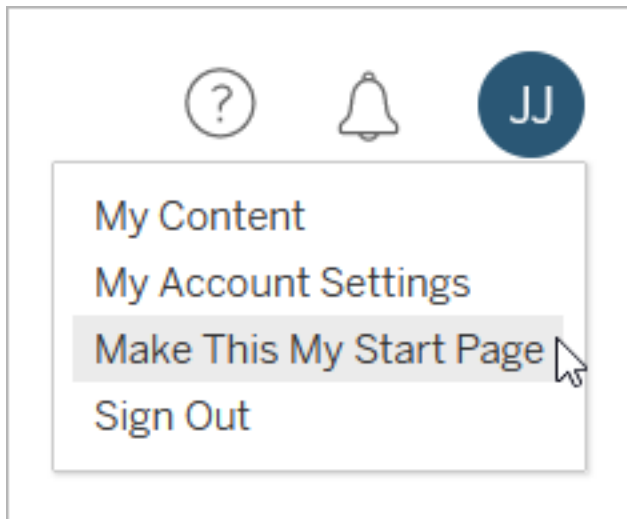 ?
JJ
My Content
My Account Settings
Make This My Start Page
Sign Out